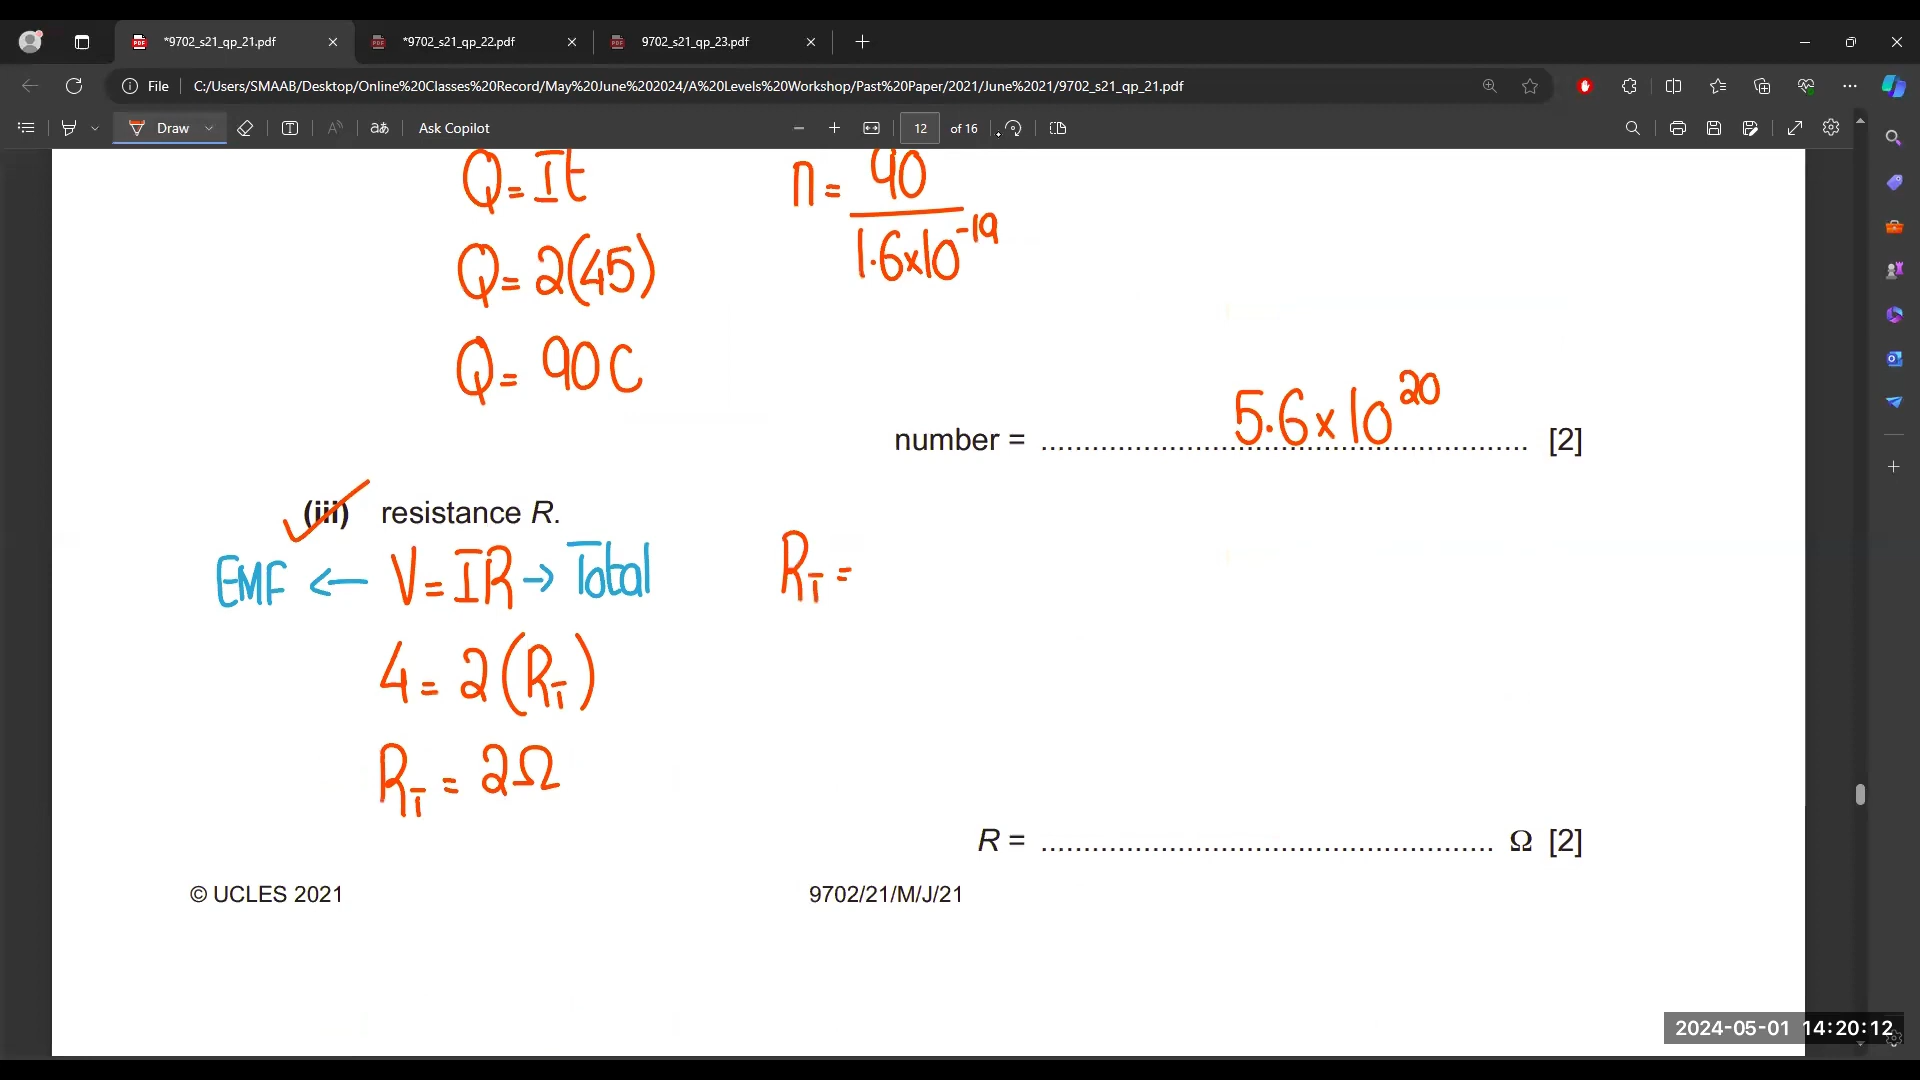 *9702_s21_qp_21.pdf
*9702_s21_qp_22.pdf
9702_s21_qp_23.pdf
File
C:/Users/SMAAB/Desktop/Online%20Classes%20Record/May%20June%202024/A%20Levels%20Workshop/Past%20Paper/2021/June%2021/9702_s21_qp_21.pdf
Draw
Ask Copilot
12 of 16
Q = It
n = 90 / 1.6×10^-19
Q = 2(45)
Q = 90 C
5.6×10^20
number = .......................................................... [2]
(iii) resistance R.
EMF ← V = IR → Total
R_T =
4 = 2(R_T)
R_T = 2Ω
R = ...................................................... Ω [2]
© UCLES 2021
9702/21/M/J/21
2024-05-01 14:20:12